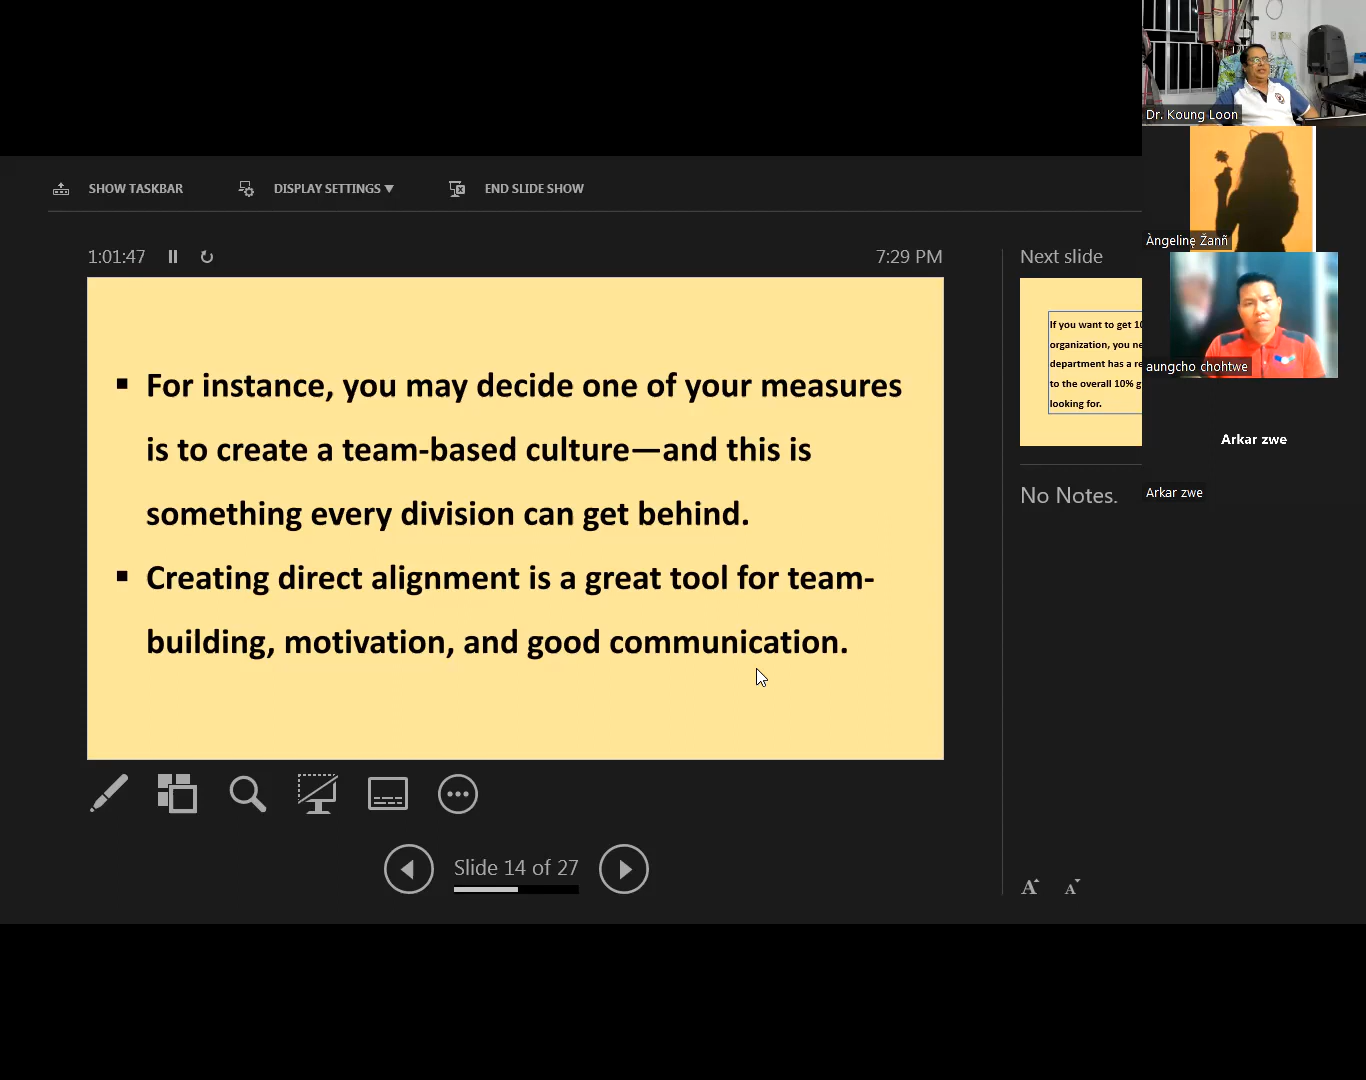 SHOW TASKBAR
DISPLAY SETTINGS ▼
END SLIDE SHOW
1:01:47
7:29 PM
▪ For instance, you may decide one of your measures
is to create a team-based culture—and this is
something every division can get behind.
▪ Creating direct alignment is a great tool for team-
building, motivation, and good communication.
Slide 14 of 27
Next slide
If you want to get 10
organization, you ne
department has a re
to the overall 10% g
looking for.
No Notes.
A A
Dr. Koung Loon
Àngelinę Žanñ
aungcho chohtwe
Arkar zwe
Arkar zwe